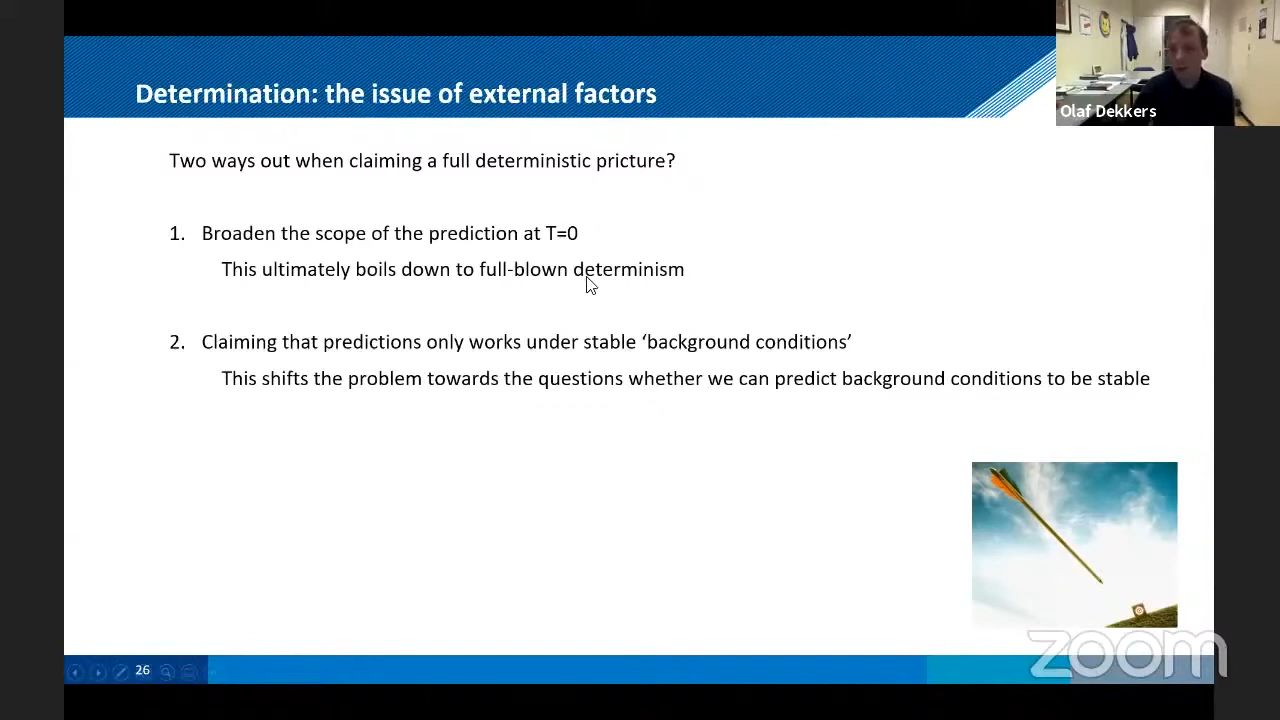 Determination: the issue of external factors
Olaf Dekkers
Two ways out when claiming a full deterministic pricture?
1. Broaden the scope of the prediction at T=0
This ultimately boils down to full-blown determinism
2. Claiming that predictions only works under stable ‘background conditions’
This shifts the problem towards the questions whether we can predict background conditions to be stable
zoom
26